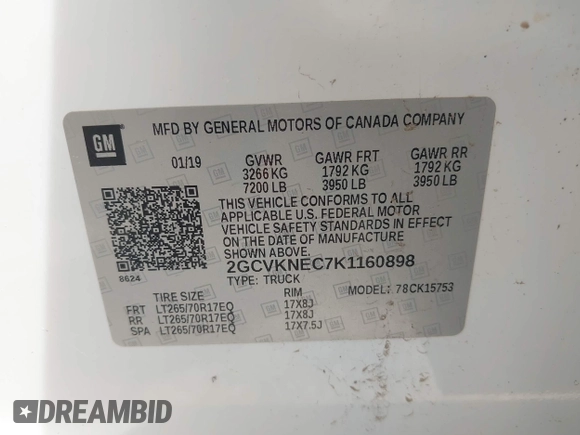 GM
MFD BY GENERAL MOTORS OF CANADA COMPANY
01/19 GVWR GAWR FRT GAWR RR
3266 KG 1792 KG 1792 KG
7200 LB 3950 LB 3950 LB
THIS VEHICLE CONFORMS TO ALL
APPLICABLE U.S. FEDERAL MOTOR
VEHICLE SAFETY STANDARDS IN EFFECT
ON THE DATE OF MANUFACTURE
SHOWN ABOVE.
2GCVKNEC7K1160898
8624
TYPE: TRUCK MODEL: 78CK15753
TIRE SIZE RIM
FRT LT265/70R17EQ 17X8J
RR LT265/70R17EQ 17X8J
SPA LT265/70R17EQ 17X7.5J
DREAMBID